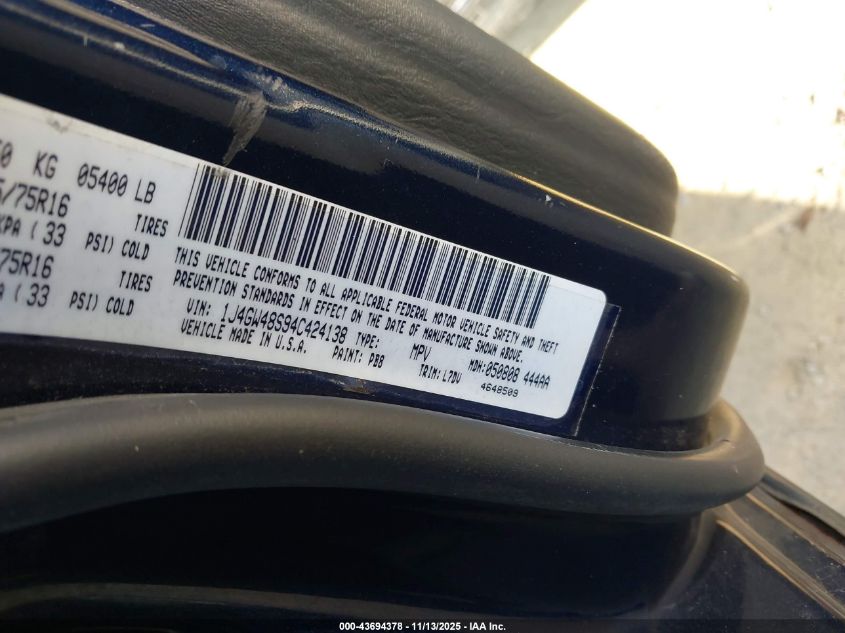 KG 05400 LB
/75R16 TIRES
KPA ( 33 PSI) COLD
75R16 TIRES
( 33 PSI) COLD
THIS VEHICLE CONFORMS TO ALL APPLICABLE FEDERAL MOTOR VEHICLE SAFETY AND THEFT
PREVENTION STANDARDS IN EFFECT ON THE DATE OF MANUFACTURE SHOWN ABOVE.
VIN: 1J4GW48S94C424138 TYPE: MPV MDH: 050808 444AA
VEHICLE MADE IN U.S.A. PAINT: PB8 TRIM: L7DV 4648509
000-43694378 - 11/13/2025 - IAA Inc.